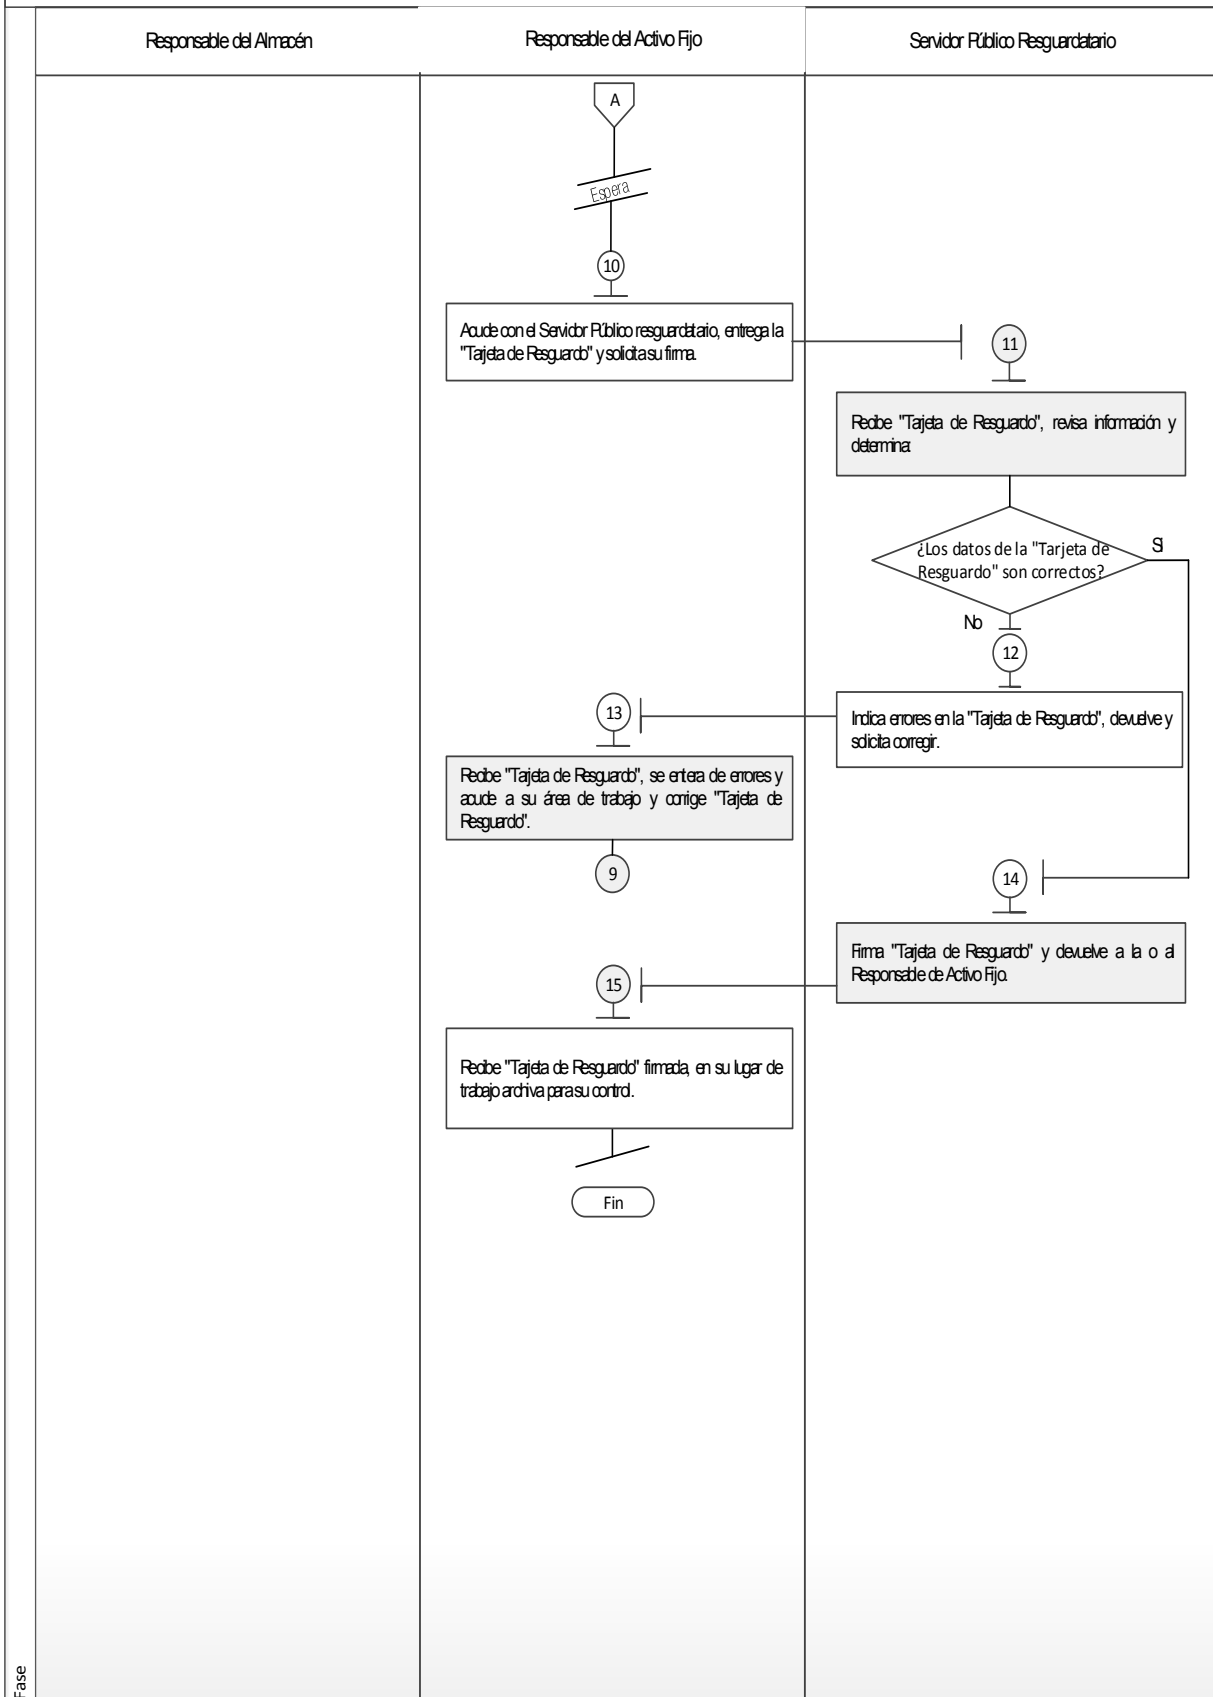 Responsable del Almacén
Responsable del Activo Fijo
Servidor Público Resguardatario
A
Espera
10
Acude con el Servidor Público resguardatario, entrega la
"Tarjeta de Resguardo" y solicita su firma.
11
Recibe "Tarjeta de Resguardo", revisa información y
determina:
¿Los datos de la "Tarjeta de
Resguardo" son correctos?
Si
No
12
Indica errores en la "Tarjeta de Resguardo", devuelve y
solicita corregir.
13
Recibe "Tarjeta de Resguardo", se entera de errores y
acude a su área de trabajo y corrige "Tarjeta de
Resguardo".
9
14
Firma "Tarjeta de Resguardo" y devuelve a la o al
Responsable de Activo Fijo.
15
Recibe "Tarjeta de Resguardo" firmada, en su lugar de
trabajo archiva para su control.
Fin
Fase